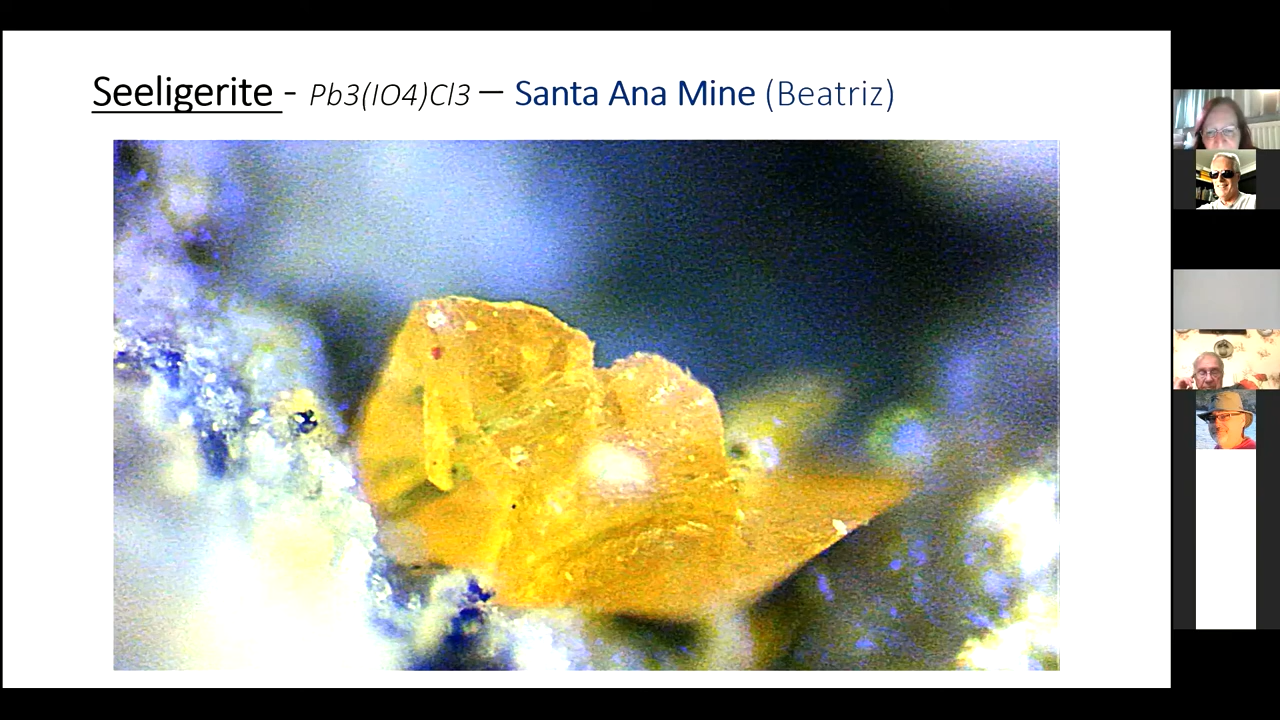 Seeligerite - Pb3(IO4)Cl3 – Santa Ana Mine (Beatriz)